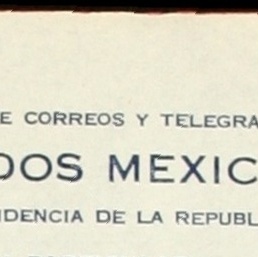 E CORREOS Y TELEGRA
DOS MEXIC
IDENCIA DE LA REPUBL